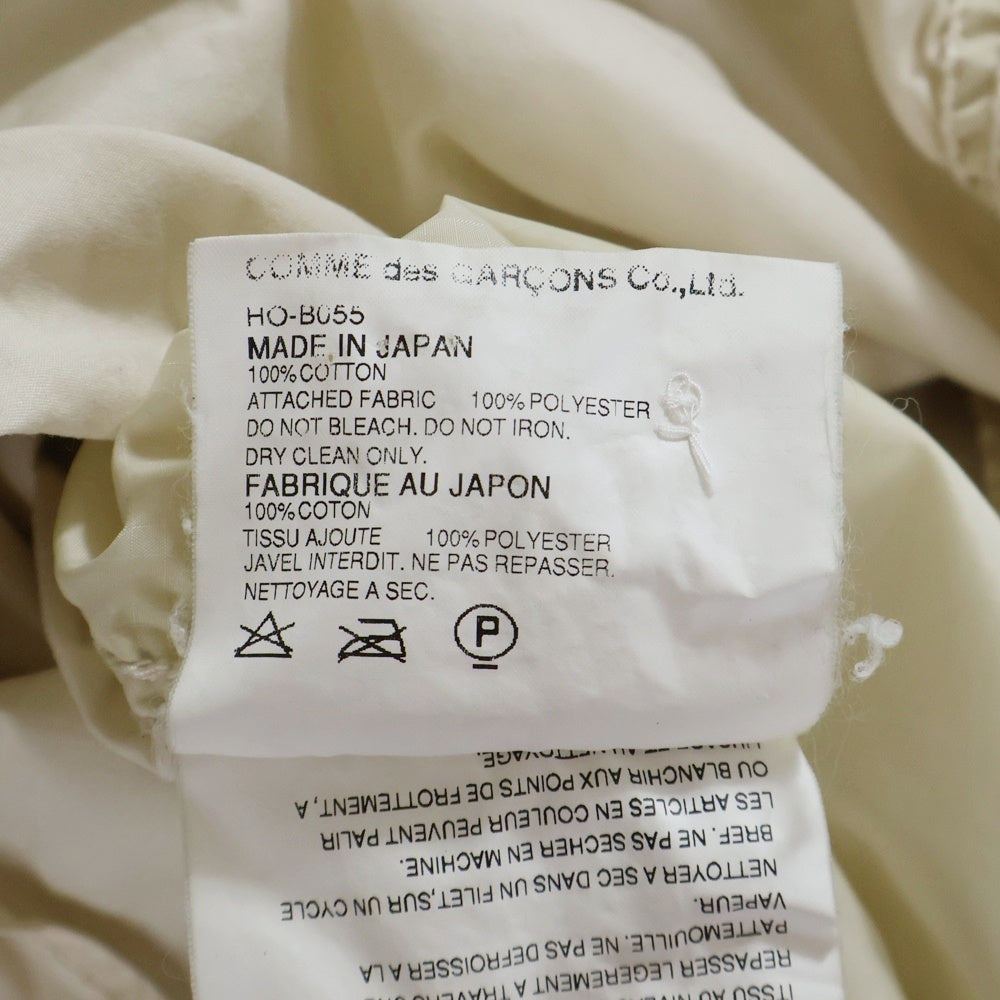 COMME des GARÇONS Co.,Ltd.
HO-B055
MADE IN JAPAN
100% COTTON
ATTACHED FABRIC 100% POLYESTER
DO NOT BLEACH. DO NOT IRON.
DRY CLEAN ONLY.
FABRIQUE AU JAPON
100% COTON
TISSU AJOUTE 100% POLYESTER
JAVEL INTERDIT. NE PAS REPASSER.
NETTOYAGE A SEC.
P
REPASSER LEGEREMENT A TRAVERS
PATTEMOUILLE. NE PAS DEFROISSER A LA
VAPEUR.
NETTOYER A SEC DANS UN FILET, SUR UN CYCLE
BREF. NE PAS SECHER EN MACHINE.
LES ARTICLES EN COULEUR PEUVENT PALIR
OU BLANCHIR AUX POINTS DE FROTTEMENT, A
L'USAGE ET AU NETTOYAGE.